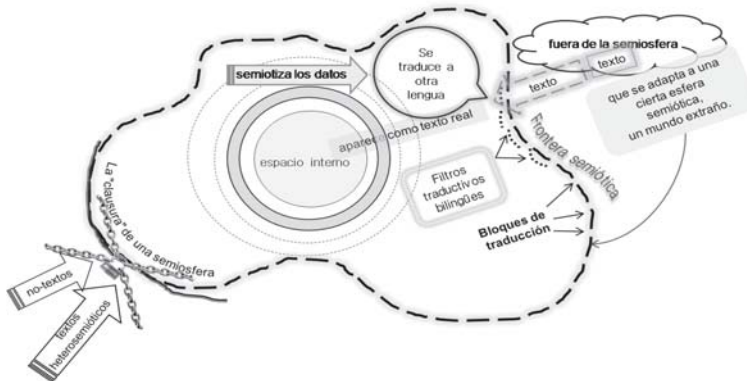 fuera de la semiosfera
texto
texto
Se
traduce a
otra
lengua
semiotiza los datos
que se adapta a una
cierta esfera
semiótica,
un mundo extraño.
aparece como texto real
espacio interno
Frontera semiótica
Filtros
traductivos
bilingües
Bloques de
traducción
La "clausura" de una semiosfera
no-textos
textos
heterosemióticos